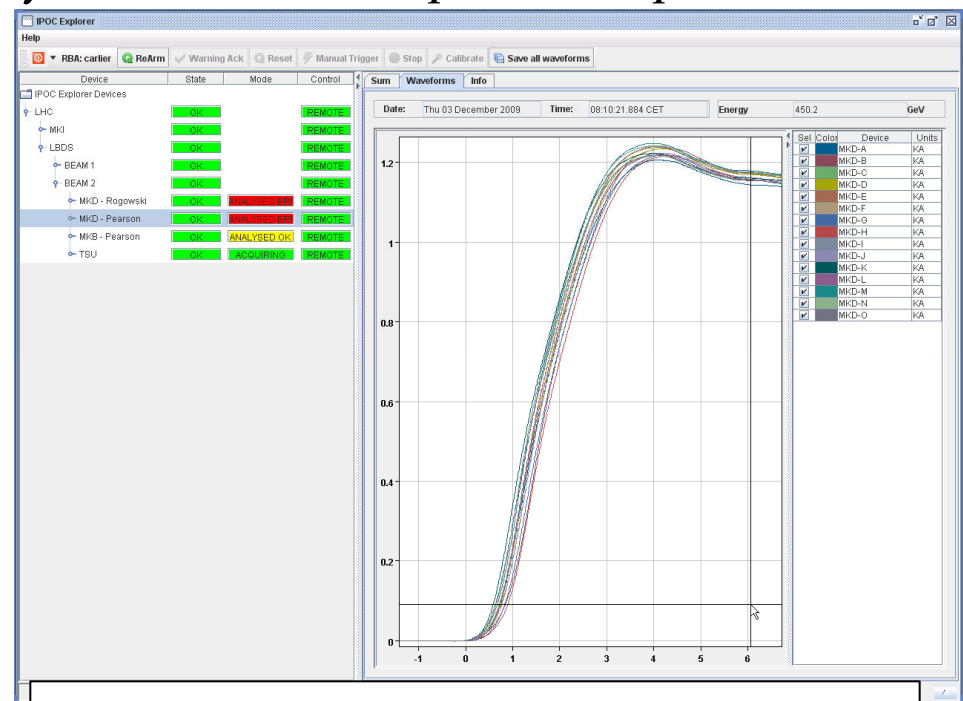 IPOC Explorer
Help
RBA: carlier ReArm Warning Ack Reset Manual Trigger Stop Calibrate Save all waveforms
Device State Mode Control
IPOC Explorer Devices
LHC OK REMOTE
MKI OK REMOTE
LBDS OK REMOTE
BEAM 1 OK REMOTE
BEAM 2 OK REMOTE
MKD - Rogowski OK ANALYSED ERR REMOTE
MKD - Pearson OK ANALYSED ERR REMOTE
MKB - Pearson OK ANALYSED OK REMOTE
TSU OK ACQUIRING REMOTE
Sum Waveforms Info
Date: Thu 03 December 2009 Time: 08:10:21.884 CET Energy 450.2 GeV
1.2
1
0.8
0.6
0.4
0.2
0
-1 0 1 2 3 4 5 6
Sel Color Device Units
MKD-A KA
MKD-B KA
MKD-C KA
MKD-D KA
MKD-E KA
MKD-F KA
MKD-G KA
MKD-H KA
MKD-I KA
MKD-J KA
MKD-K KA
MKD-L KA
MKD-M KA
MKD-N KA
MKD-O KA